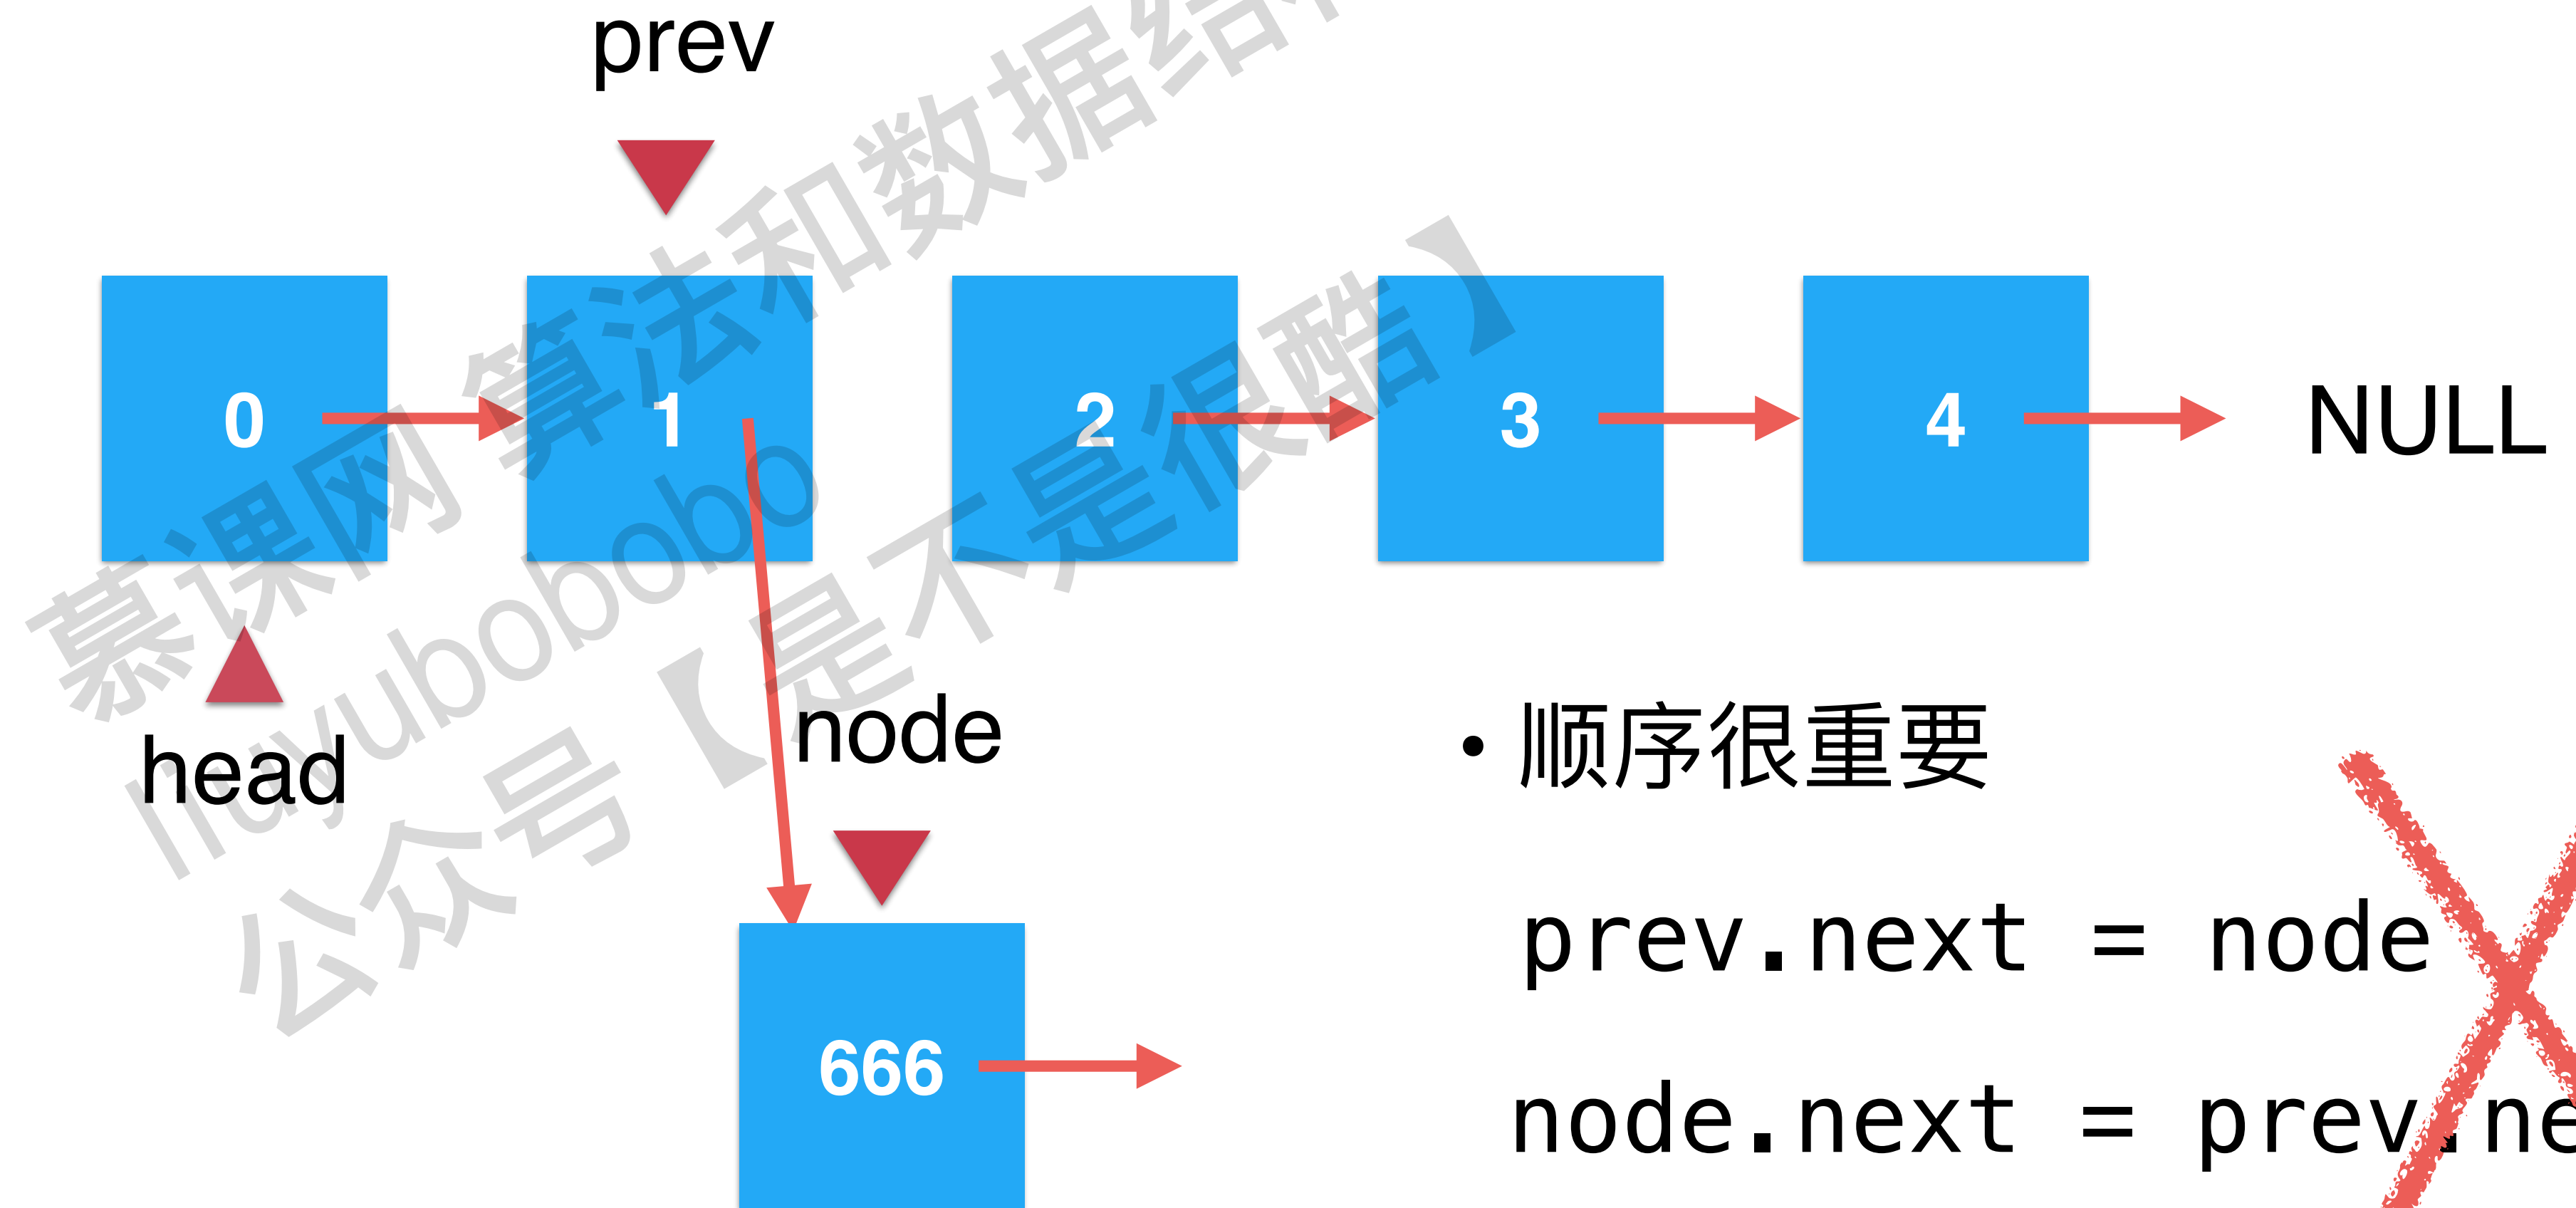 prev
0 1 2 3 4 NULL
head
node
666
• 顺序很重要
prev.next = node
node.next = prev.ne
慕课网 算法和数据结
liuyubobobo
公众号【是不是很酷】